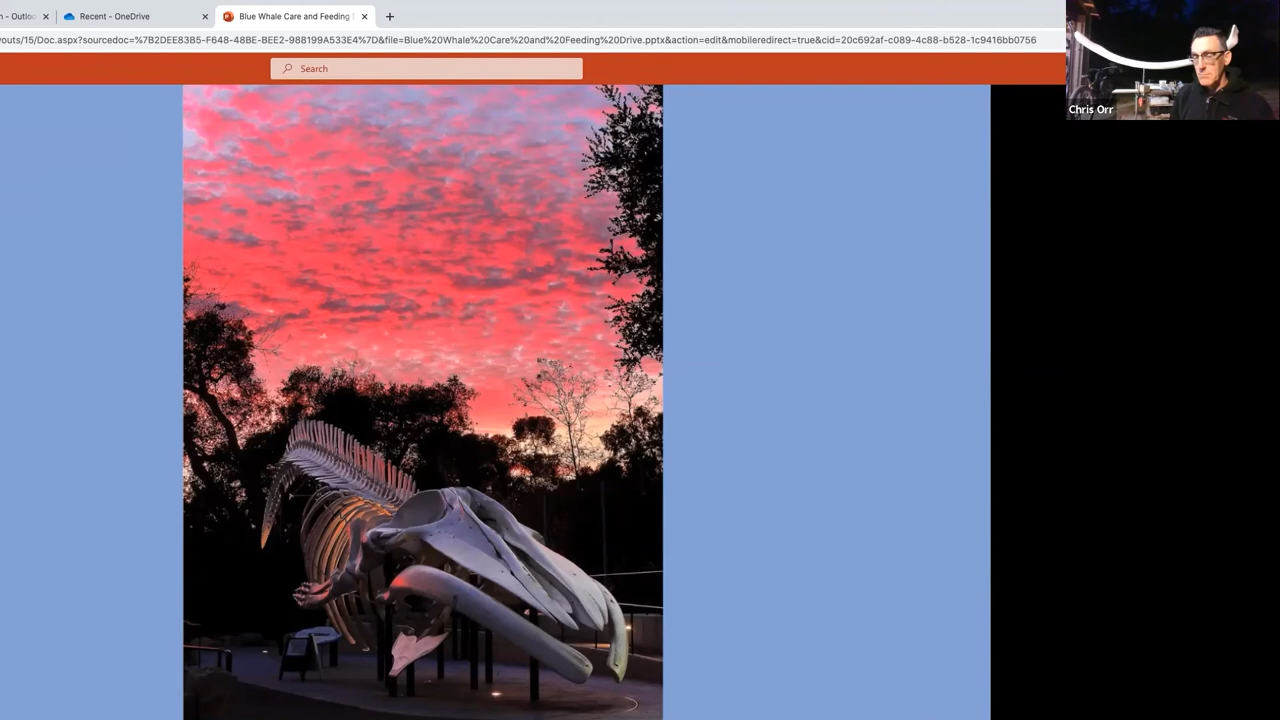 n - Outloo
Recent - OneDrive
Blue Whale Care and Feeding
outs/15/Doc.aspx?sourcedoc=%7B2DEE83B5-F648-48BE-BEE2-988199A533E4%7D&file=Blue%20Whale%20Care%20and%20Feeding%20Drive.pptx&action=edit&mobileredirect=true&cid=20c692af-c089-4c88-b528-1c9416bb0756
Search
Chris Orr